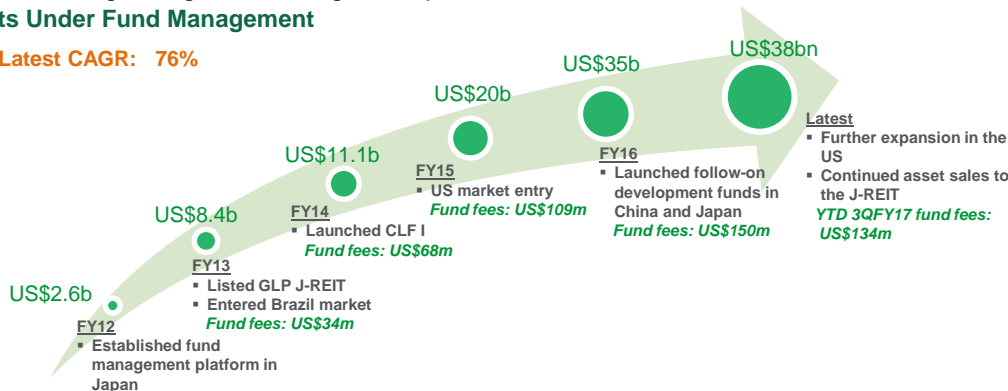 ts Under Fund Management
Latest CAGR: 76%
US$2.6b
FY12
▪ Established fund
management platform in
Japan
US$8.4b
FY13
▪ Listed GLP J-REIT
▪ Entered Brazil market
Fund fees: US$34m
US$11.1b
FY14
▪ Launched CLF I
Fund fees: US$68m
US$20b
FY15
▪ US market entry
Fund fees: US$109m
US$35b
FY16
▪ Launched follow-on
development funds in
China and Japan
Fund fees: US$150m
US$38bn
Latest
▪ Further expansion in the
US
▪ Continued asset sales to
the J-REIT
YTD 3QFY17 fund fees:
US$134m